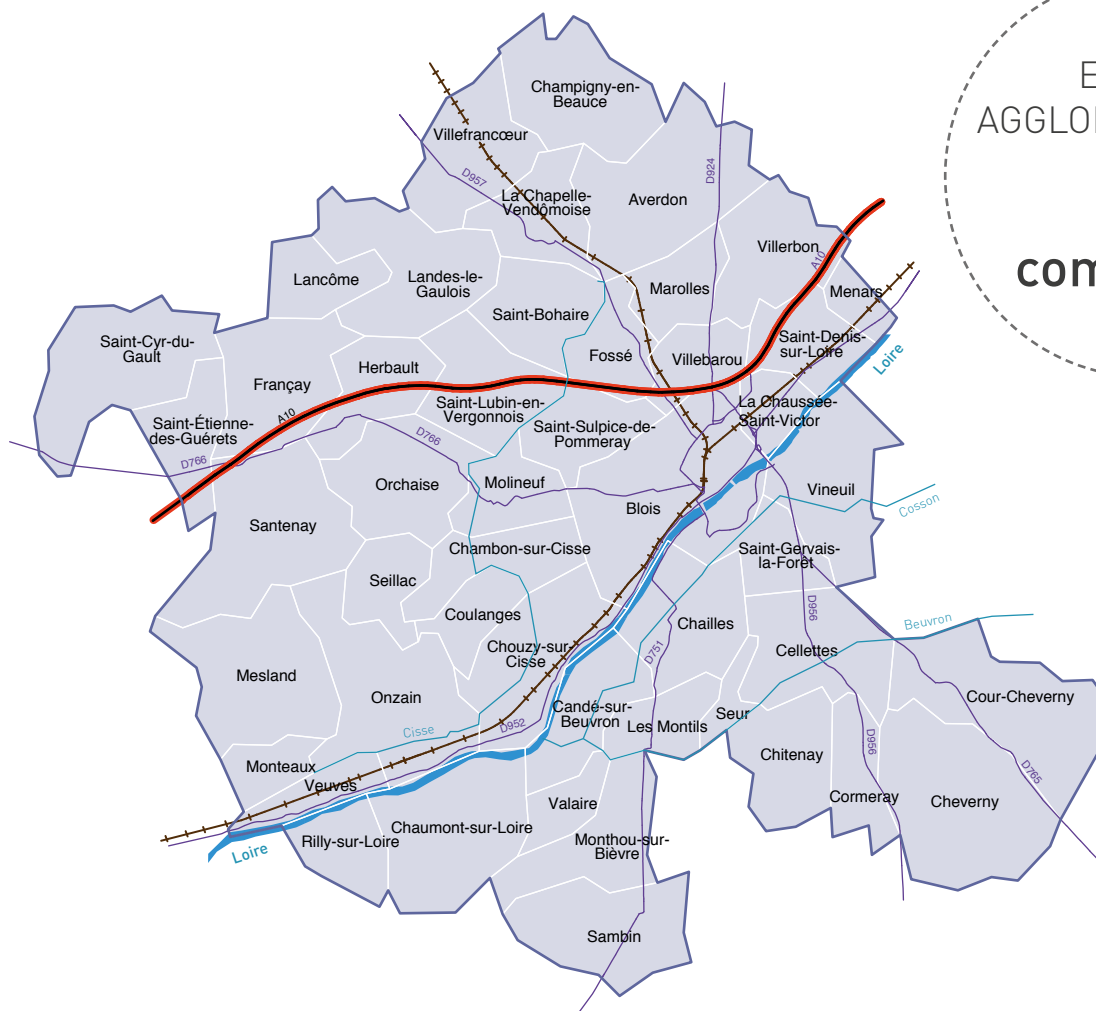 E
AGGLO
com
Champigny-en-
Beauce
Villefrancœur
D957
D924
La Chapelle-
Vendômoise
Averdon
Villerbon
A10
Lancôme
Landes-le-
Gaulois
Marolles
Menars
Saint-Bohaire
Saint-Cyr-du-
Gault
Fossé
Villebarou
Saint-Denis-
sur-Loire
Loire
Herbault
Françay
A10
Saint-Lubin-en-
Vergonnois
La Chaussée-
Saint-Victor
Saint-Étienne-
des-Guérets
D766
D766
Saint-Sulpice-de-
Pommeray
Orchaise
Molineuf
Vineuil
Cosson
Blois
Santenay
Chambon-sur-Cisse
Saint-Gervais-
la-Forêt
Seillac
Coulanges
D956
Chailles
Beuvron
Chouzy-sur-
Cisse
D751
Cellettes
Mesland
Onzain
Cour-Cheverny
Candé-sur-
Beuvron
Les Montils
Seur
Cisse
D952
D956
Chitenay
Monteaux
Veuves
D765
Valaire
Cormeray
Cheverny
Chaumont-sur-Loire
Rilly-sur-Loire
Loire
Monthou-sur-
Bièvre
Sambin